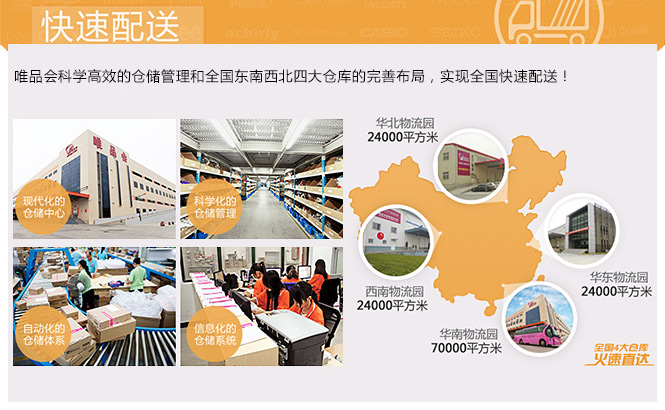 快速配送
唯品会科学高效的仓储管理和全国东南西北四大仓库的完善布局，实现全国快速配送！
唯品会
现代化的
仓储中心
科学化的
仓储管理
自动化的
仓储体系
信息化的
仓储系统
华北物流园
24000平方米
西南物流园
24000平方米
华东物流园
24000平方米
华南物流园
70000平方米
全国4大仓库
火速直达